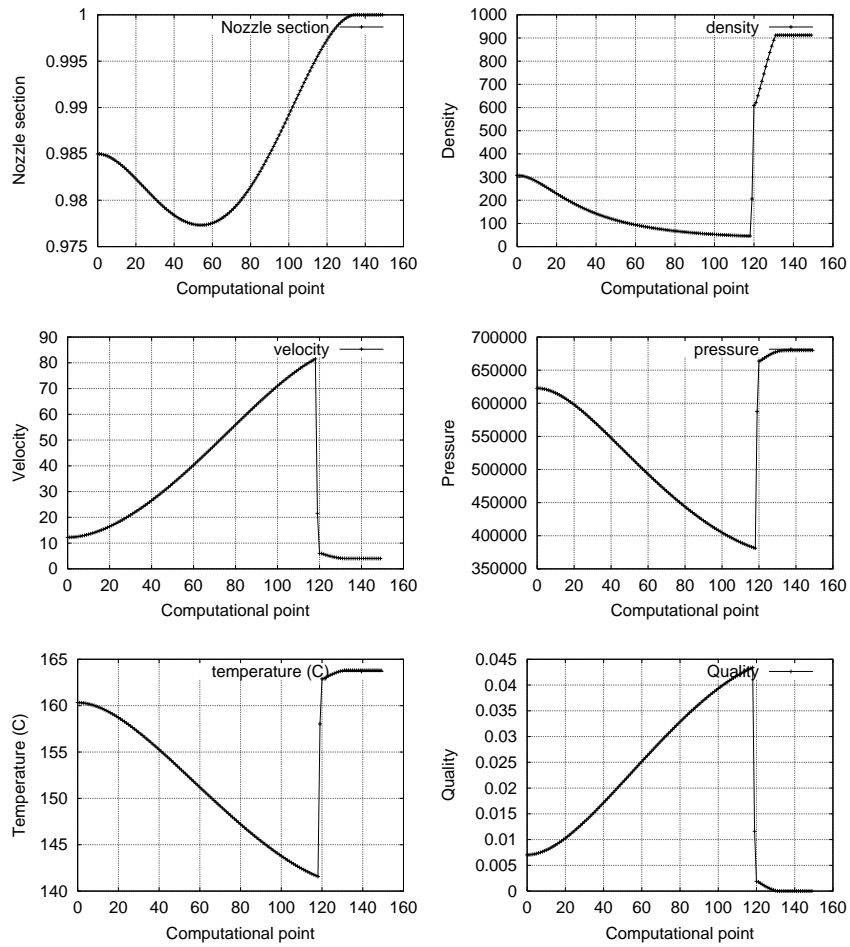 Nozzle section
1
0.995
0.99
0.985
0.98
0.975
0 20 40 60 80 100 120 140 160
Computational point
Nozzle section
density
1000
900
800
700
600
500
400
300
200
100
0
0 20 40 60 80 100 120 140 160
Computational point
Density
velocity
90
80
70
60
50
40
30
20
10
0
0 20 40 60 80 100 120 140 160
Computational point
Velocity
pressure
700000
650000
600000
550000
500000
450000
400000
350000
0 20 40 60 80 100 120 140 160
Computational point
Pressure
temperature (C)
165
160
155
150
145
140
0 20 40 60 80 100 120 140 160
Computational point
Temperature (C)
Quality
0.045
0.04
0.035
0.03
0.025
0.02
0.015
0.01
0.005
0
0 20 40 60 80 100 120 140 160
Computational point
Quality